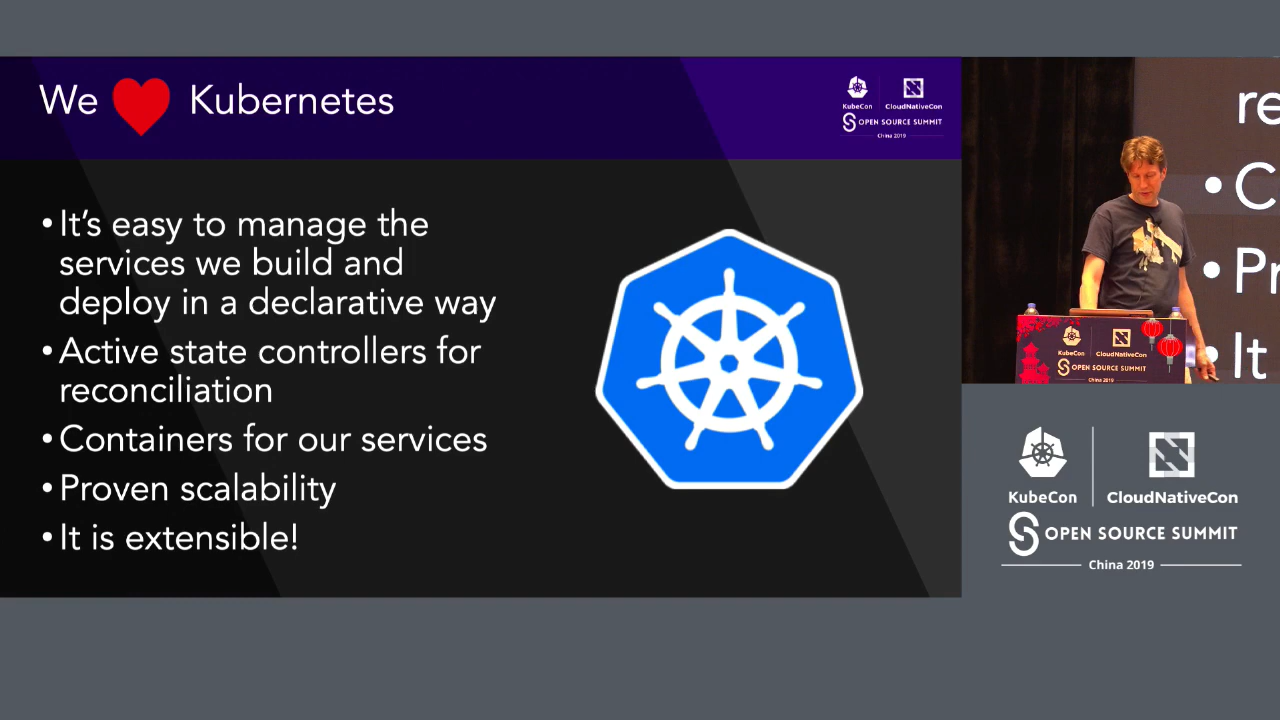 We Kubernetes
KubeCon
CloudNativeCon
OPEN SOURCE SUMMIT
China 2019
• It's easy to manage the
services we build and
deploy in a declarative way
• Active state controllers for
reconciliation
• Containers for our services
• Proven scalability
• It is extensible!
re
• C
• Pr
• It
KubeCon
CloudNativeCon
OPEN SOURCE SUMMIT
China 2019
KubeCon
CloudNativeCon
OPEN SOURCE SUMMIT
China 2019